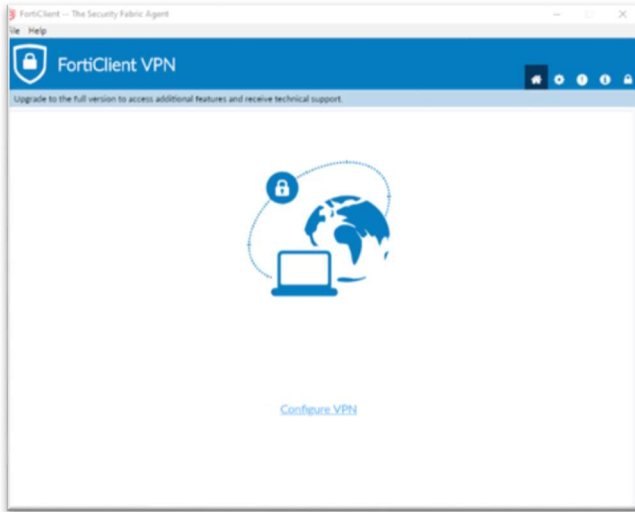 FortiClient -- The Security Fabric Agent
ile Help
FortiClient VPN
Upgrade to the full version to access additional features and receive technical support.
Configure VPN